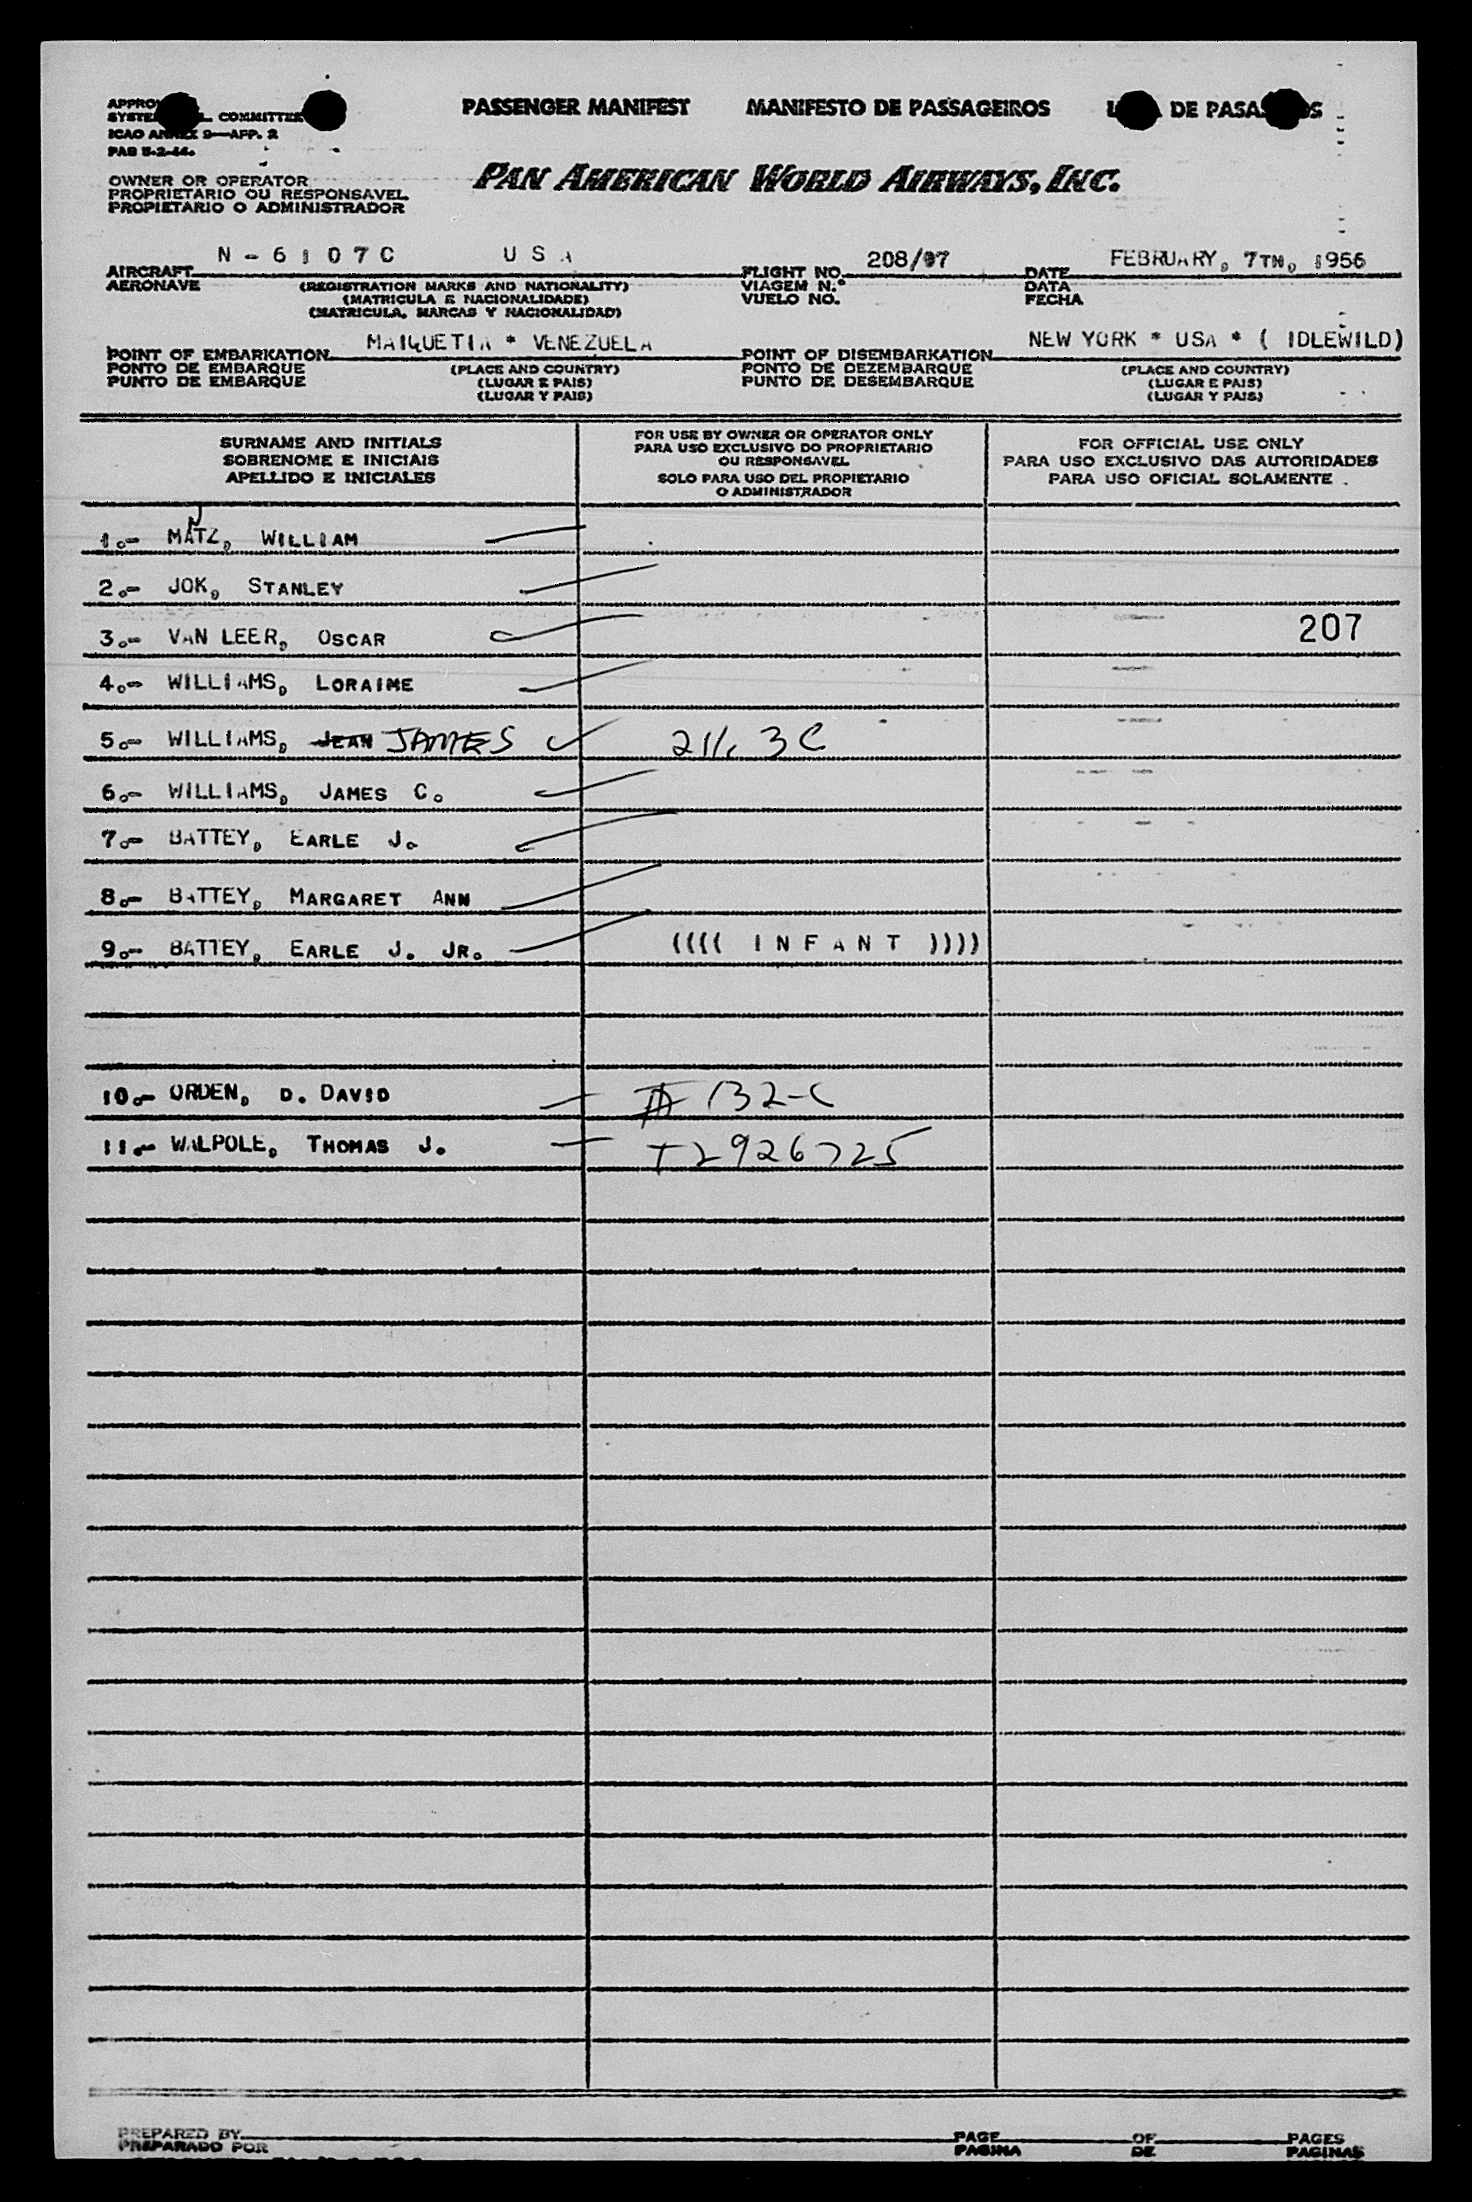 PASSENGER MANIFEST MANIFESTO DE PASSAGEIROS DE
COMMITTEE
ICAO ANNEX 9—APP. 2
OWNER OR OPERATOR
PROPRIETARIO OU RESPONSAVEL
PROPIETARIO O ADMINISTRADOR
PAN AMERICAN WORLD AIRWAYS, INC.
AIRCRAFT N - 6 1 0 7 C U S A FLIGHT NO. 208/07 DATE FEBRUARY, 7TH, 1956
AERONAVE (REGISTRATION MARKS AND NATIONALITY) VIAGEM N.° DATA
(MATRICULA E NACIONALIDADE) VUELO NO. FECHA
(MATRICULA, MARCAS Y NACIONALIDAD)
POINT OF EMBARKATION MAIQUETIA * VENEZUELA POINT OF DISEMBARKATION NEW YORK * USA * ( IDLEWILD)
PONTO DE EMBARQUE (PLACE AND COUNTRY) PONTO DE DEZEMBARQUE (PLACE AND COUNTRY)
PUNTO DE EMBARQUE (LUGAR E PAIS) PUNTO DE DESEMBARQUE (LUGAR E PAIS)
(LUGAR Y PAIS) (LUGAR Y PAIS)
SURNAME AND INITIALS
SOBRENOME E INICIAIS
APELLIDO E INICIALES
FOR USE BY OWNER OR OPERATOR ONLY
PARA USO EXCLUSIVO DO PROPRIETARIO
OU RESPONSAVEL
SOLO PARA USO DEL PROPIETARIO
O ADMINISTRADOR
FOR OFFICIAL USE ONLY
PARA USO EXCLUSIVO DAS AUTORIDADES
PARA USO OFICIAL SOLAMENTE
1.- MATZ, WILLIAM
2.- JOK, STANLEY
3.- VAN LEER, OSCAR 207
4.- WILLIAMS, LORAIME
5.- WILLIAMS, JEAN JAMES 211. 3C
6.- WILLIAMS, JAMES C.
7.- BATTEY, EARLE J.
8.- BATTEY, MARGARET ANN
9.- BATTEY, EARLE J. JR. (((( I N F A N T ))))
10.- ORDEN, D. DAVID 132-C
11.- WALPOLE, THOMAS J. T2926725
PREPARED BY PAGE OF PAGES
PREPARADO POR PAGINA DE PAGINAS